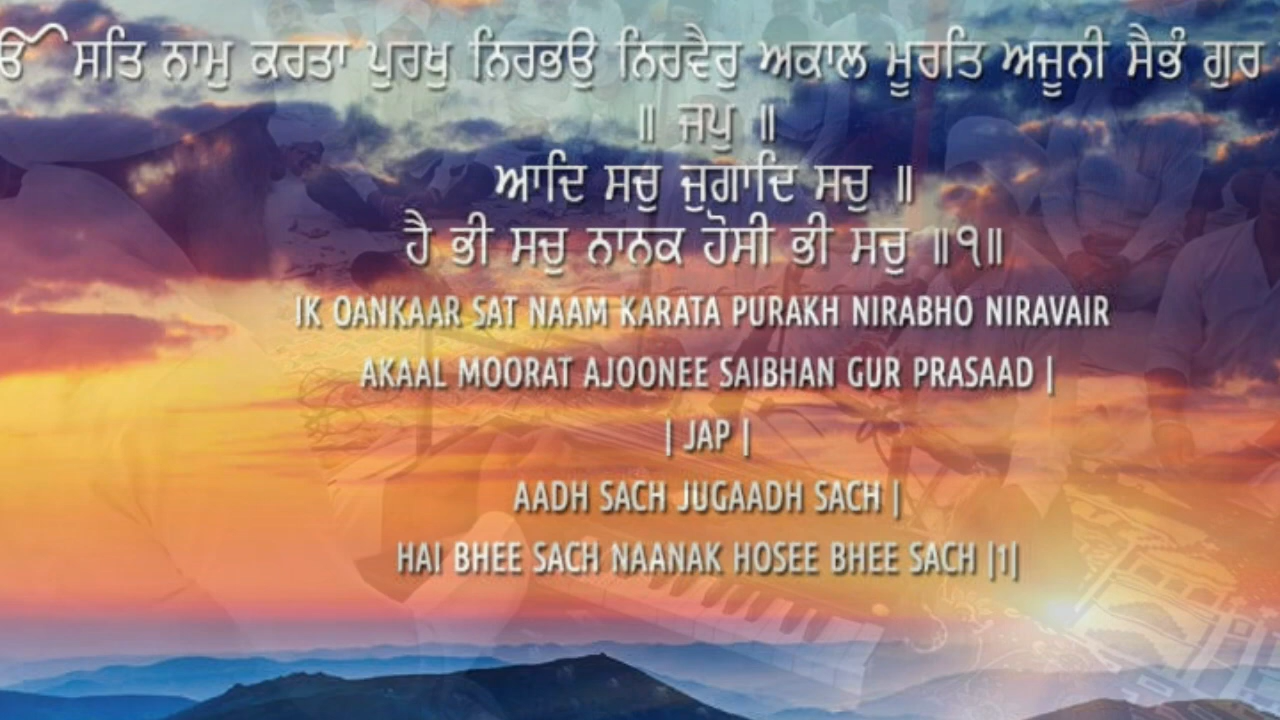 ੴ ਸਤਿ ਨਾਮੁ ਕਰਤਾ ਪੁਰਖੁ ਨਿਰਭਉ ਨਿਰਵੈਰੁ ਅਕਾਲ ਮੂਰਤਿ ਅਜੂਨੀ ਸੈਭੰ ਗੁਰ
॥ ਜਪੁ ॥
ਆਦਿ ਸਚੁ ਜੁਗਾਦਿ ਸਚੁ ॥
ਹੈ ਭੀ ਸਚੁ ਨਾਨਕ ਹੋਸੀ ਭੀ ਸਚੁ ॥੧॥
IK OANKAAR SAT NAAM KARATA PURAKH NIRABHO NIRAVAIR
AKAAL MOORAT AJOONEE SAIBHAN GUR PRASAAD |
| JAP |
AADH SACH JUGAADH SACH |
HAI BHEE SACH NAANAK HOSEE BHEE SACH |1|